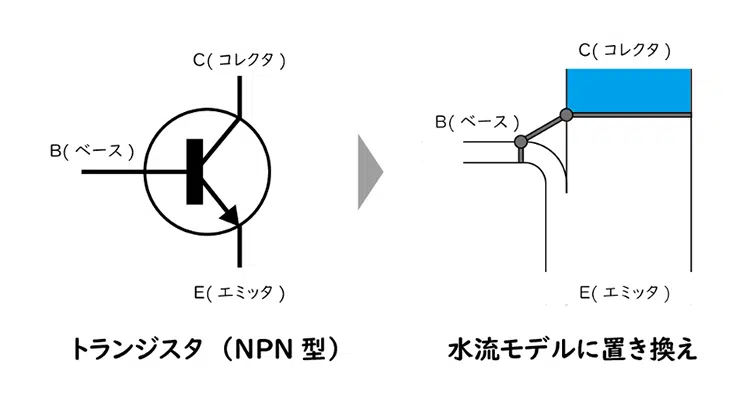 C( コレクタ )
B( ベース )
E( エミッタ )
トランジスタ （NPN 型）
C( コレクタ )
B( ベース )
E( エミッタ )
水流モデルに置き換え